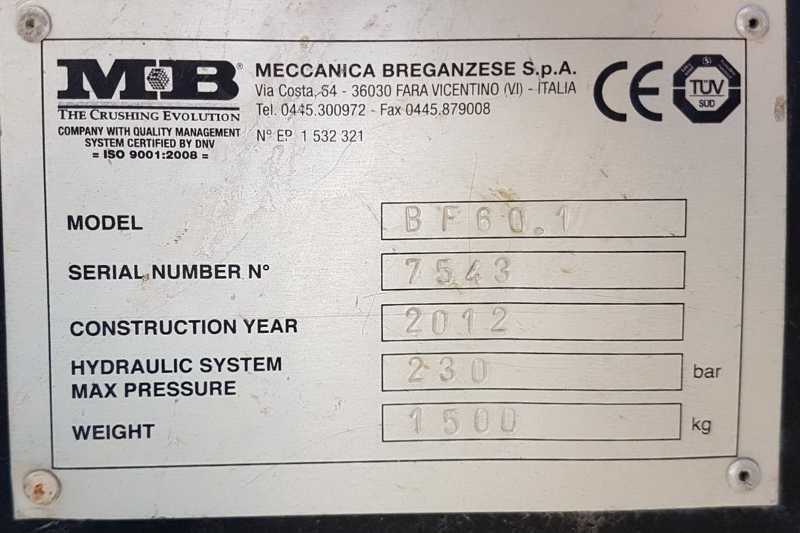 MB®
THE CRUSHING EVOLUTION
COMPANY WITH QUALITY MANAGEMENT
SYSTEM CERTIFIED BY DNV
= ISO 9001:2008 =
MECCANICA BREGANZESE S.p.A.
Via Costa, 54 - 36030 FARA VICENTINO (VI) - ITALIA
Tel. 0445.300972 - Fax 0445.879008
N° EP 1 532 321
CE
TÜV
SUD
MODEL BF60.1
SERIAL NUMBER N° 7543
CONSTRUCTION YEAR 2012
HYDRAULIC SYSTEM
MAX PRESSURE 230 bar
WEIGHT 1500 kg